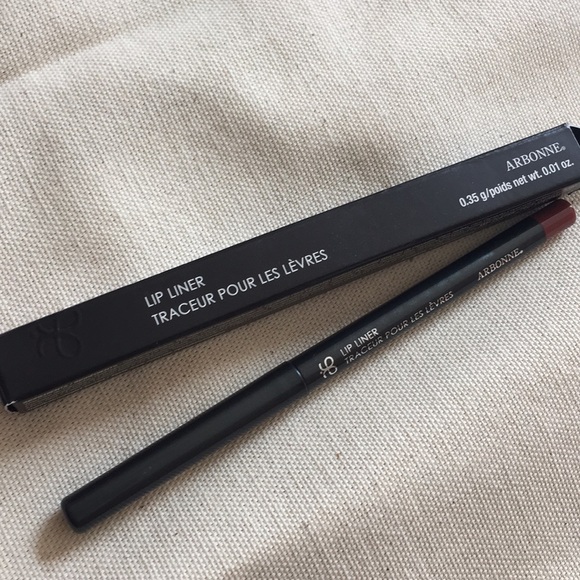 ARBONNE®
0.35 g/poids net wt. 0.01 oz.
LIP LINER
TRACEUR POUR LES LÈVRES
LIP LINER
TRACEUR POUR LES LÈVRES
ARBONNE®